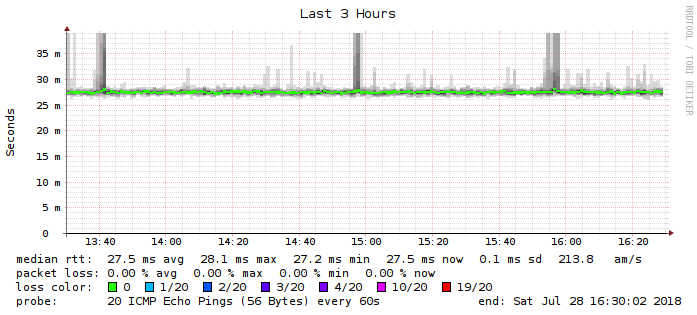 Last 3 Hours
RRDTOOL / TOBI OETIKER
Seconds
35 m
30 m
25 m
20 m
15 m
10 m
5 m
0
13:40 14:00 14:20 14:40 15:00 15:20 15:40 16:00 16:20
median rtt: 27.5 ms avg 28.1 ms max 27.2 ms min 27.5 ms now 0.1 ms sd 213.8 am/s
packet loss: 0.00 % avg 0.00 % max 0.00 % min 0.00 % now
loss color: 0 1/20 2/20 3/20 4/20 10/20 19/20
probe: 20 ICMP Echo Pings (56 Bytes) every 60s end: Sat Jul 28 16:30:02 2018